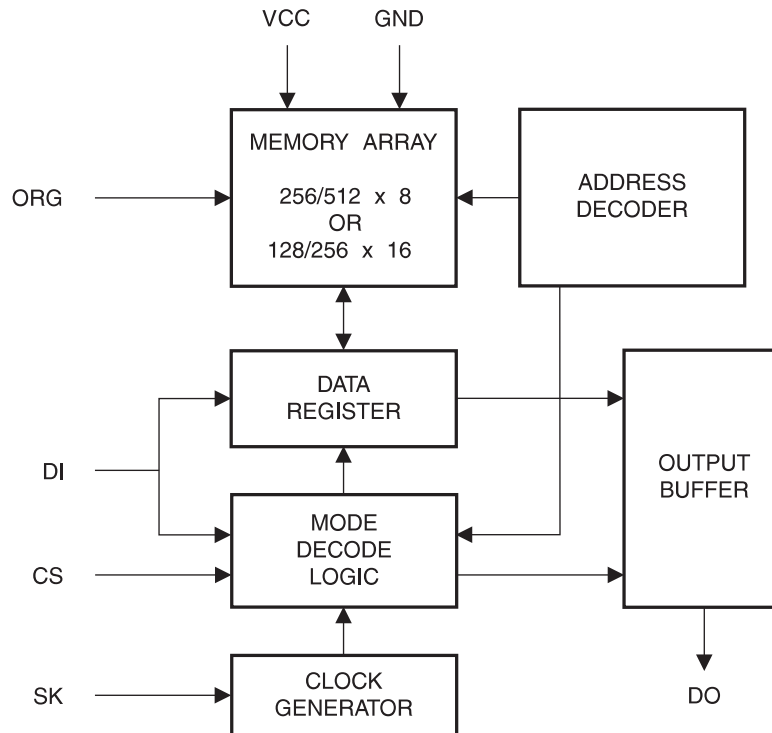 VCC
GND
MEMORY ARRAY
256/512 x 8
OR
128/256 x 16
ORG
ADDRESS
DECODER
DATA
REGISTER
DI
OUTPUT
BUFFER
MODE
DECODE
LOGIC
CS
CLOCK
GENERATOR
SK
DO